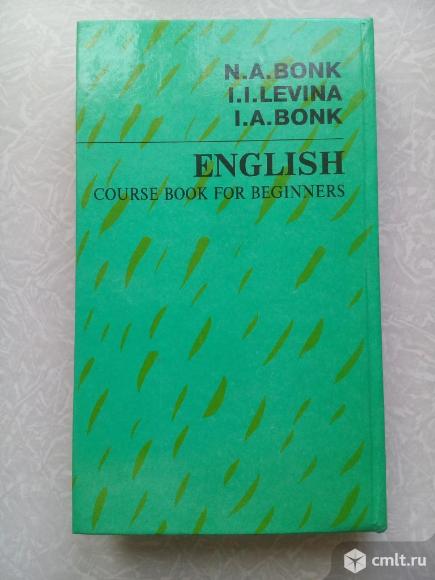 N.A.BONK
I.I.LEVINA
I.A.BONK
ENGLISH
COURSE BOOK FOR BEGINNERS
cmlt.ru